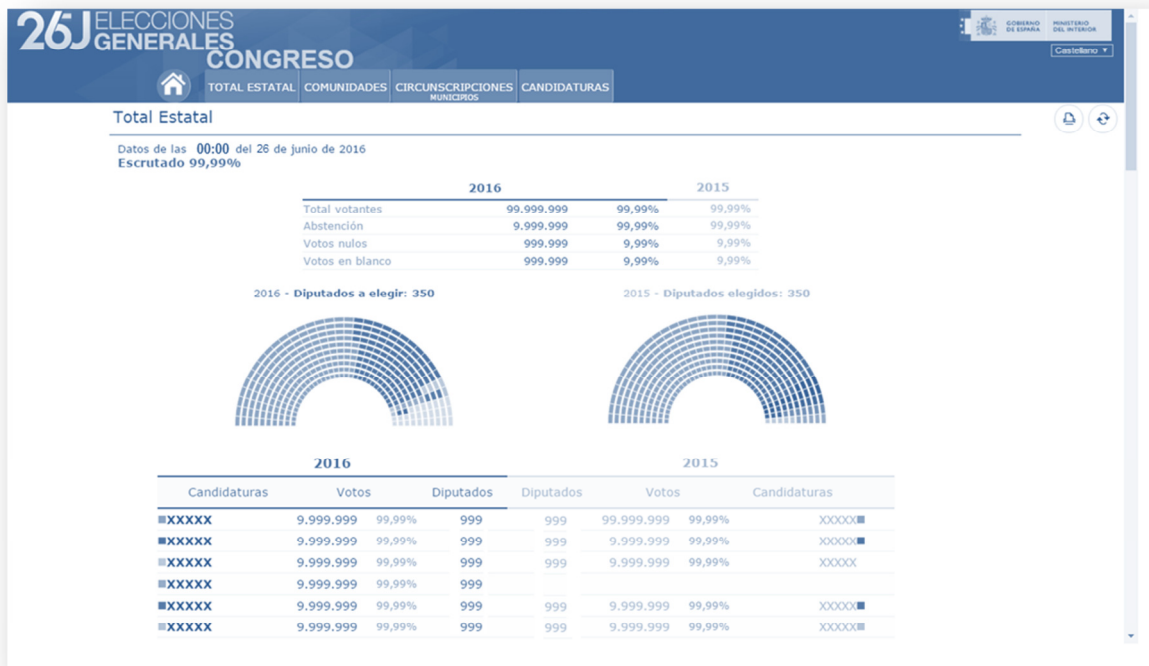 26J ELECCIONES
GENERALES
CONGRESO
GOBIERNO DE ESPAÑA
MINISTERIO DEL INTERIOR
Castellano
TOTAL ESTATAL COMUNIDADES CIRCUNSCRIPCIONES CANDIDATURAS
MUNICIPIOS
Total Estatal
Datos de las 00:00 del 26 de junio de 2016
Escrutado 99,99%
2016 2015
Total votantes 99.999.999 99,99% 99,99%
Abstención 9.999.999 99,99% 99,99%
Votos nulos 999.999 9,99% 9,99%
Votos en blanco 999.999 9,99% 9,99%
2016 - Diputados a elegir: 350 2015 - Diputados elegidos: 350
2016 2015
Candidaturas Votos Diputados Diputados Votos Candidaturas
XXXXX 9.999.999 99,99% 999 999 99.999.999 99,99% XXXXX
XXXXX 9.999.999 99,99% 999 999 9.999.999 99,99% XXXXX
XXXXX 9.999.999 99,99% 999 999 9.999.999 99,99% XXXXX
XXXXX 9.999.999 99,99% 999
XXXXX 9.999.999 99,99% 999 999 9.999.999 99,99% XXXXX
XXXXX 9.999.999 99,99% 999 999 9.999.999 99,99% XXXXX